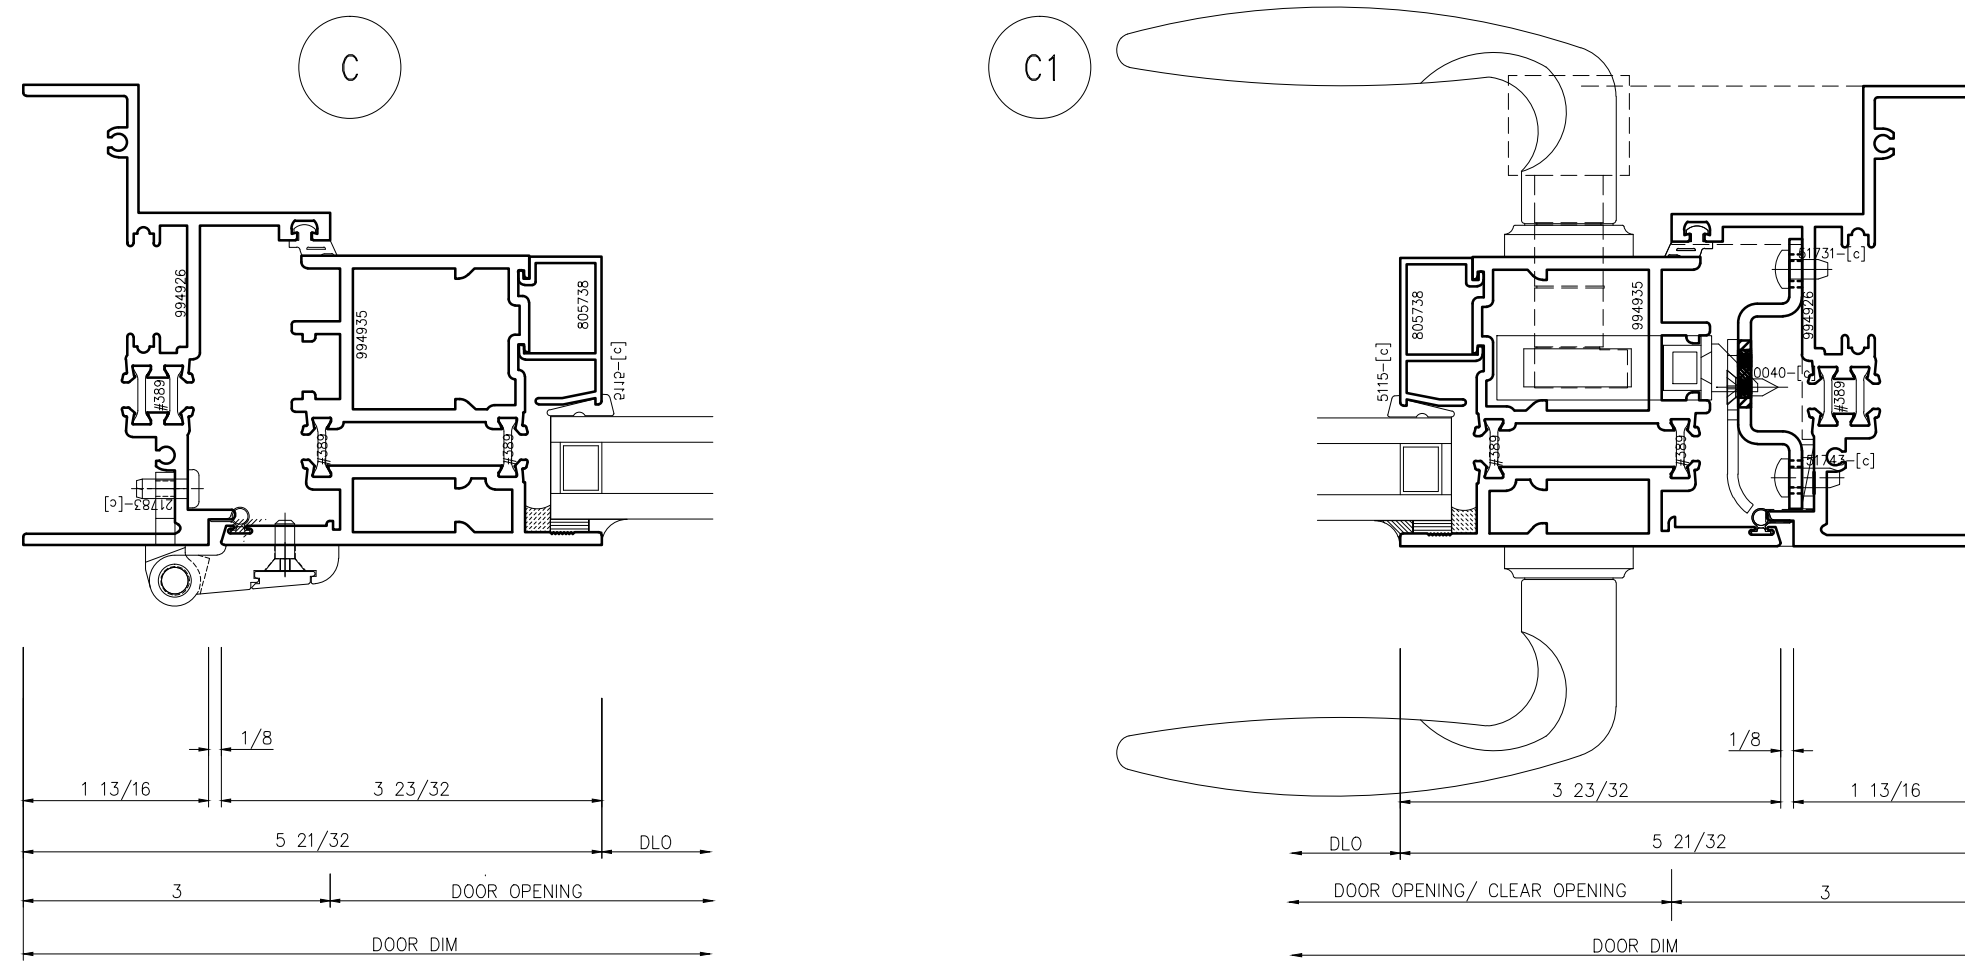 C
C1
994926
994935
805738
5115-[c]
#389
#389
#389
21783-[c]
805738
5115-[c]
994935
51731-[c]
994926
0040-[c]
#389
#389
#389
51743-[c]
1/8
1 13/16
3 23/32
5 21/32
DLO
3
DOOR OPENING
DOOR DIM
1/8
3 23/32
1 13/16
DLO
5 21/32
DOOR OPENING/ CLEAR OPENING
3
DOOR DIM